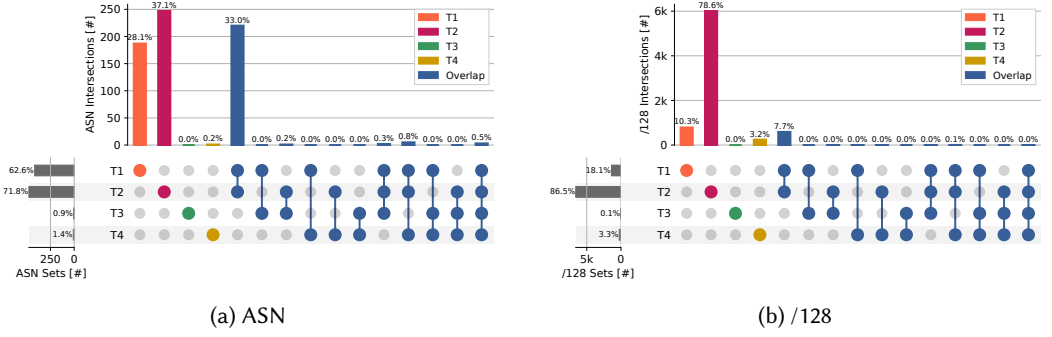 250
200
150
100
50
0
ASN Intersections [#]
28.1%
37.1%
0.0%
0.2%
33.0%
0.0%
0.2%
0.0%
0.0%
0.0%
0.3%
0.8%
0.0%
0.0%
0.5%
T1
T2
T3
T4
Overlap
62.6%
71.8%
0.9%
1.4%
T1
T2
T3
T4
250 0
ASN Sets [#]
(a) ASN
6k
4k
2k
0
/128 Intersections [#]
10.3%
78.6%
0.0%
3.2%
7.7%
0.0%
0.0%
0.0%
0.0%
0.0%
0.0%
0.1%
0.0%
0.0%
0.0%
T1
T2
T3
T4
Overlap
18.1%
86.5%
0.1%
3.3%
T1
T2
T3
T4
5k 0
/128 Sets [#]
(b) /128